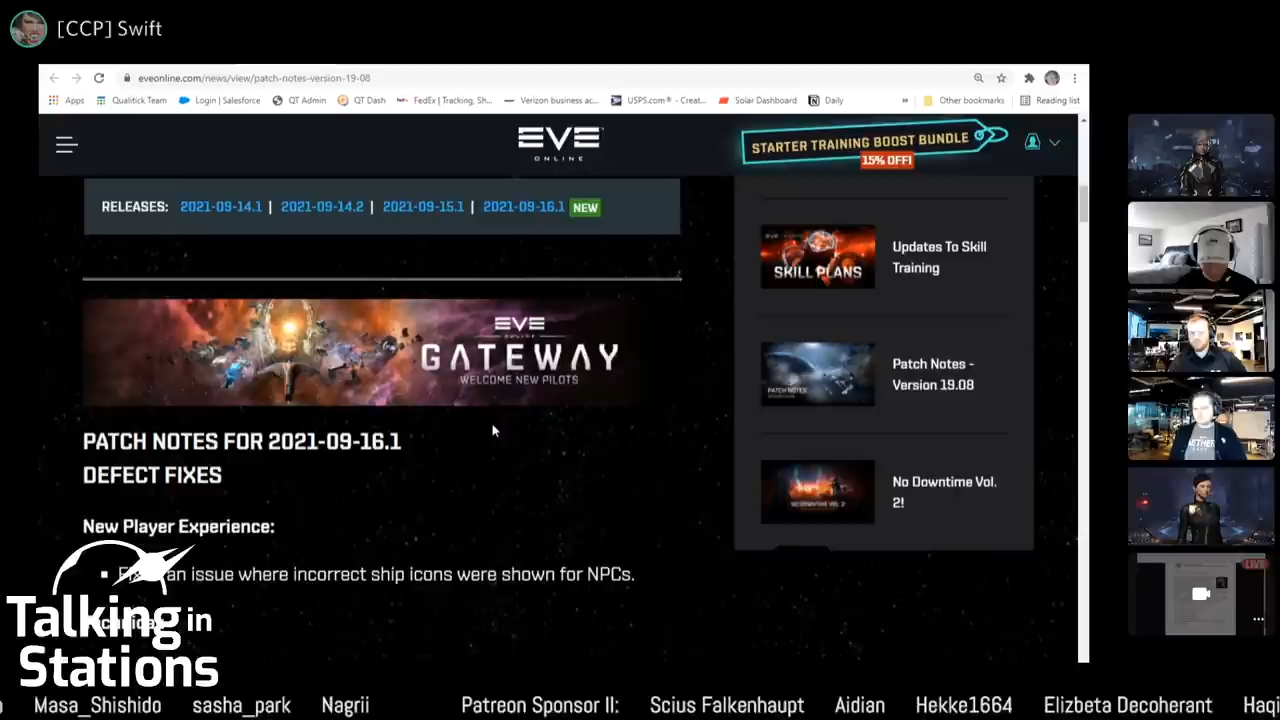 [CCP] Swift
eveonline.com/news/view/patch-notes-version-19-08
Apps Qualitick Team Login | Salesforce QT Admin QT Dash FedEx | Tracking, Sh... Verizon business ac... USPS.com® - Creat... Solar Dashboard Daily » Other bookmarks Reading list
EVE
ONLINE
STARTER TRAINING BOOST BUNDLE
15% OFF!
RELEASES: 2021-09-14.1 | 2021-09-14.2 | 2021-09-15.1 | 2021-09-16.1 NEW
SKILL PLANS
Updates To Skill
Training
EVE
ONLINE
GATEWAY
WELCOME NEW PILOTS
PATCH NOTES
Patch Notes -
Version 19.08
PATCH NOTES FOR 2021-09-16.1
DEFECT FIXES
NO DOWNTIME VOL. 2
No Downtime Vol.
2!
New Player Experience:
an issue where incorrect ship icons were shown for NPCs.
LIVE
Talking in
Stations
Masa_Shishido sasha_park Nagrii Patreon Sponsor II: Scius Falkenhaupt Aidian Hekke1664 Elizbeta Decoherant Haqi